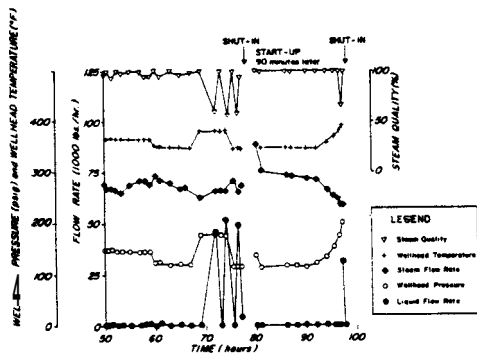 SHUT-IN
SHUT-IN
START-UP
90 minutes later
PRESSURE (psig) and WELLHEAD TEMPERATURE (°F)
400
300
200
100
0
FLOW RATE (1000 lbs./hr.)
125
100
75
50
25
0
STEAM QUALITY (%)
100
50
0
50
60
70
80
90
100
TIME (hours)
LEGEND
Steam Quality
Wellhead Temperature
Steam Flow Rate
Wellhead Pressure
Liquid Flow Rate